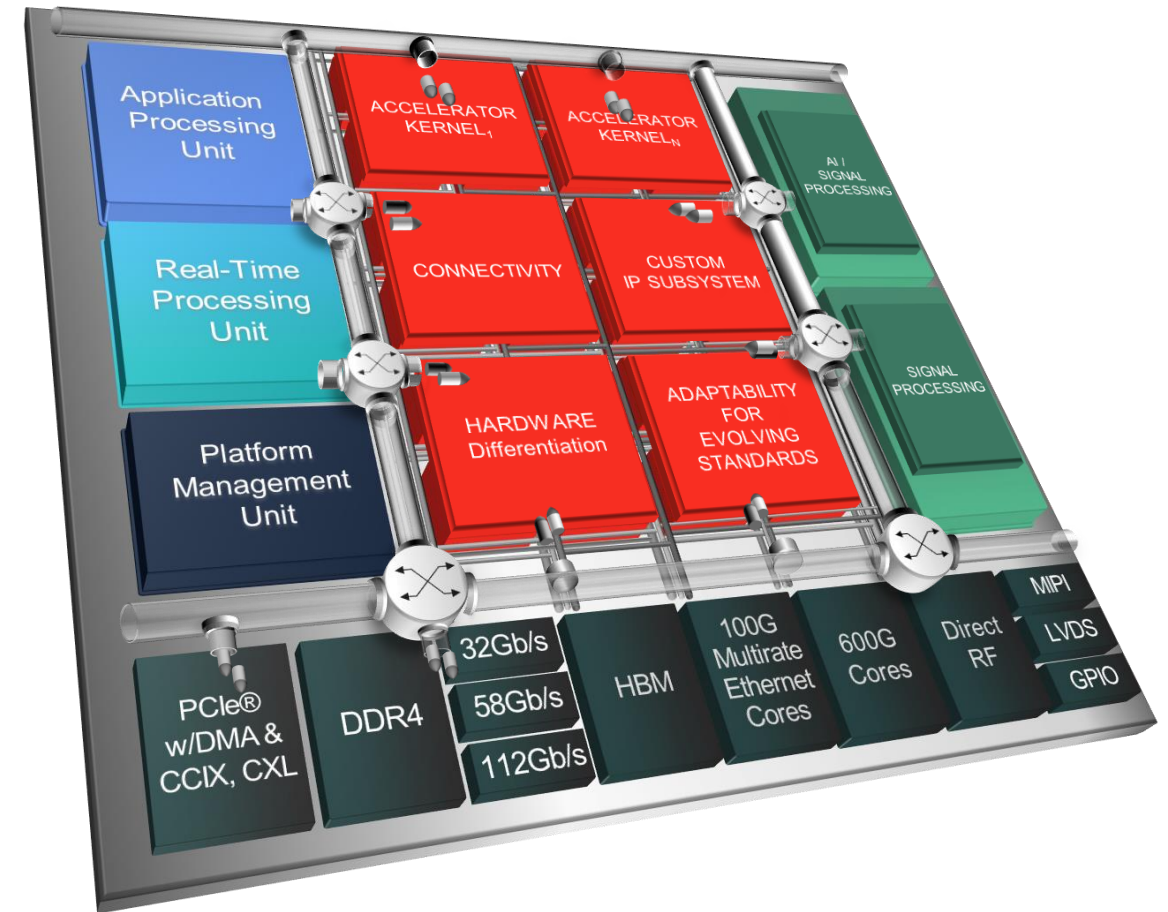 Application
Processing
Unit
ACCELERATOR
KERNEL1
ACCELERATOR
KERNELN
AI /
SIGNAL
PROCESSING
Real-Time
Processing
Unit
CONNECTIVITY
CUSTOM
IP SUBSYSTEM
SIGNAL
PROCESSING
Platform
Management
Unit
HARDWARE
Differentiation
ADAPTABILITY
FOR
EVOLVING
STANDARDS
PCIe®
w/DMA &
CCIX, CXL
DDR4
32Gb/s
58Gb/s
112Gb/s
HBM
100G
Multirate
Ethernet
Cores
600G
Cores
Direct
RF
MIPI
LVDS
GPIO